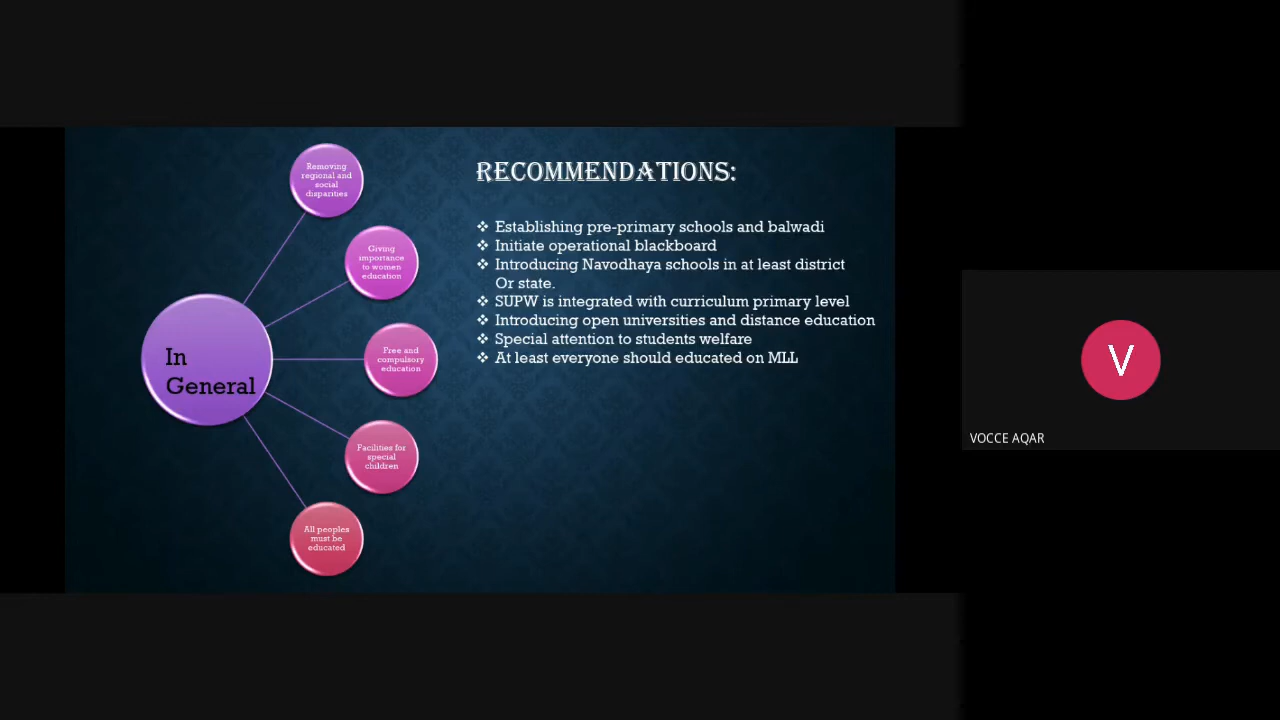 Removing
regional and
social
disparities
Giving
importance
to women
education
In
General
Free and
compulsory
education
Facilities for
special
children
All peoples
must be
educated
RECOMMENDATIONS:
❖ Establishing pre-primary schools and balwadi
❖ Initiate operational blackboard
❖ Introducing Navodhaya schools in at least district
Or state.
❖ SUPW is integrated with curriculum primary level
❖ Introducing open universities and distance education
❖ Special attention to students welfare
❖ At least everyone should educated on MLL
V
VOCCE AQAR